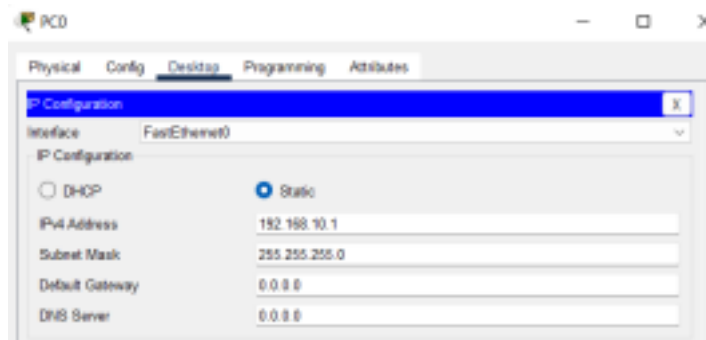 PC0
Physical Config Desktop Programming Attributes
IP Configuration X
Interface FastEthernet0
IP Configuration
DHCP Static
IPv4 Address 192.168.10.1
Subnet Mask 255.255.255.0
Default Gateway 0.0.0.0
DNS Server 0.0.0.0